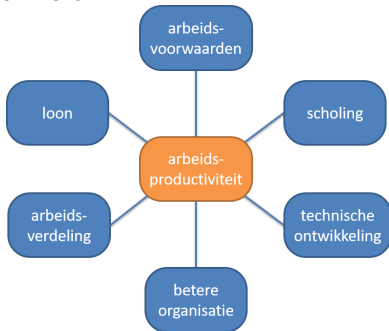 arbeids-
voorwaarden
loon
scholing
arbeids-
productiviteit
arbeids-
verdeling
technische
ontwikkeling
betere
organisatie